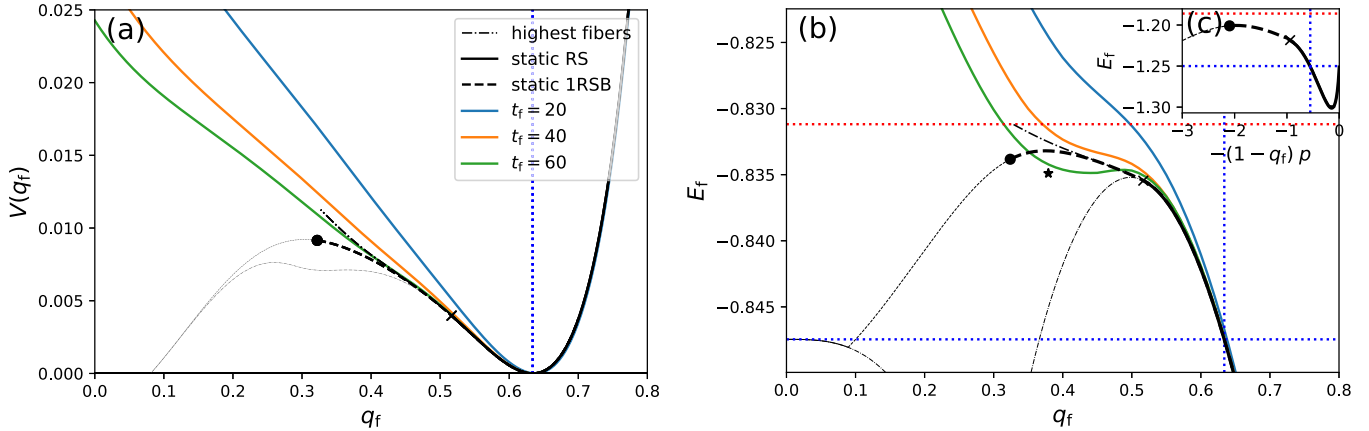 (a)
V(q_f)
0.025
0.020
0.015
0.010
0.005
0.000
0.0 0.1 0.2 0.3 0.4 0.5 0.6 0.7 0.8
q_f
highest fibers
static RS
static 1RSB
t_f = 20
t_f = 40
t_f = 60
(b)
E_f
−0.825
−0.830
−0.835
−0.840
−0.845
0.0 0.1 0.2 0.3 0.4 0.5 0.6 0.7 0.8
q_f
(c)
E_f
−1.20
−1.25
−1.30
−3 −2 −1 0
−(1−q_f) p